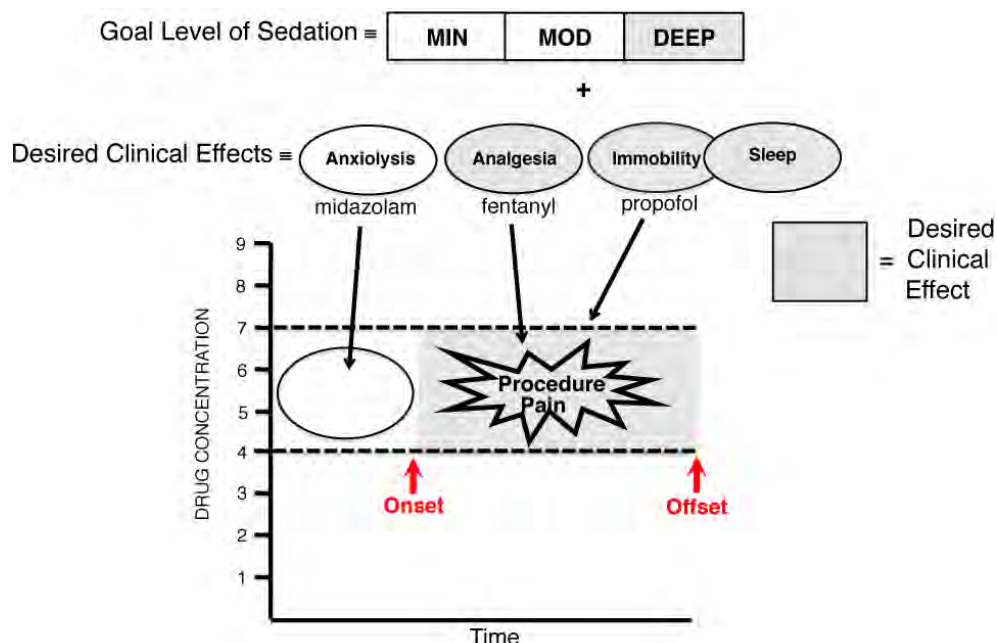 Goal Level of Sedation ≡ MIN MOD DEEP
+
Desired Clinical Effects ≡ Anxiolysis Analgesia Immobility Sleep
midazolam fentanyl propofol
Desired
≡ Clinical
Effect
9
8
7
6
5
4
3
2
1
DRUG CONCENTRATION
Procedure
Pain
Onset
Offset
Time